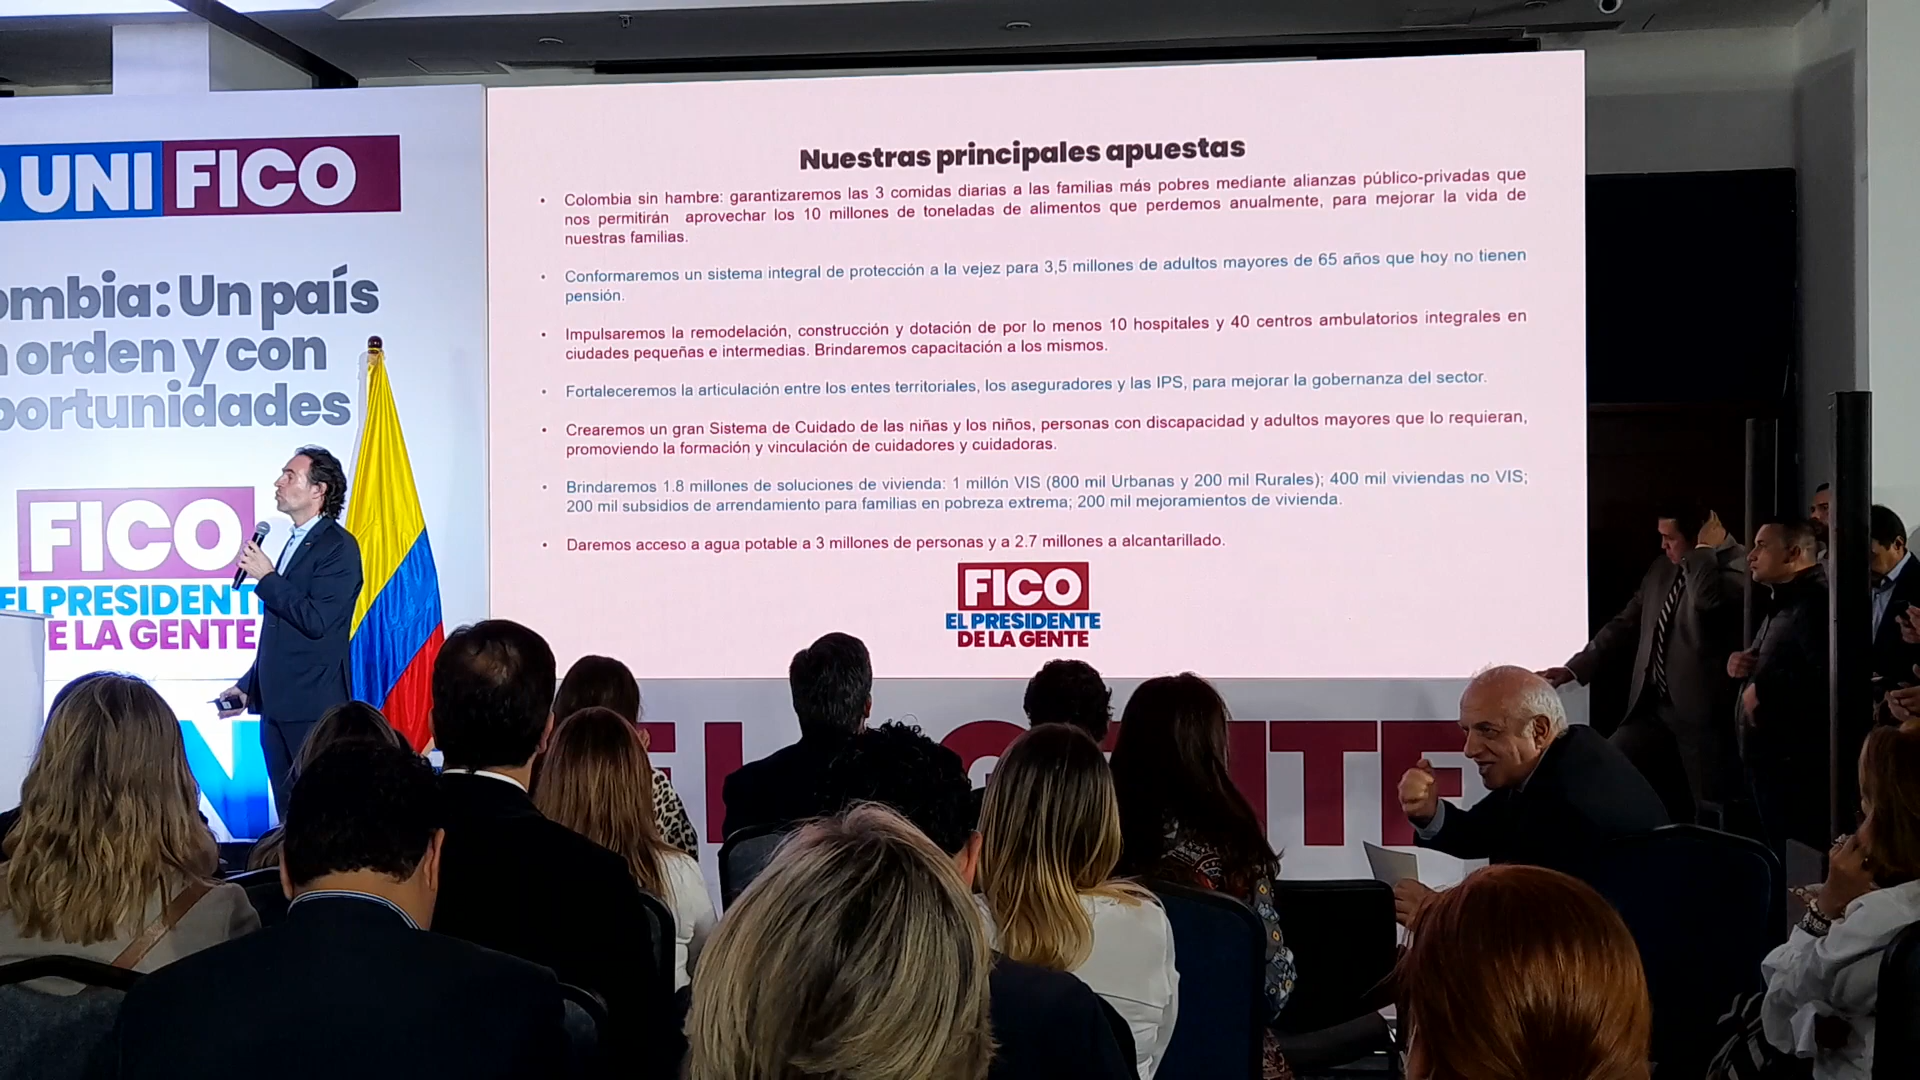 UNI FICO
ombia: Un país
orden y con
portunidades
FICO
EL PRESIDENT
E LA GENTE
Nuestras principales apuestas
• Colombia sin hambre: garantizaremos las 3 comidas diarias a las familias más pobres mediante alianzas público-privadas que
nos permitirán aprovechar los 10 millones de toneladas de alimentos que perdemos anualmente, para mejorar la vida de
nuestras familias.
• Conformaremos un sistema integral de protección a la vejez para 3,5 millones de adultos mayores de 65 años que hoy no tienen
pensión.
• Impulsaremos la remodelación, construcción y dotación de por lo menos 10 hospitales y 40 centros ambulatorios integrales en
ciudades pequeñas e intermedias. Brindaremos capacitación a los mismos.
• Fortaleceremos la articulación entre los entes territoriales, los aseguradores y las IPS, para mejorar la gobernanza del sector.
• Crearemos un gran Sistema de Cuidado de las niñas y los niños, personas con discapacidad y adultos mayores que lo requieran,
promoviendo la formación y vinculación de cuidadores y cuidadoras.
• Brindaremos 1.8 millones de soluciones de vivienda: 1 millón VIS (800 mil Urbanas y 200 mil Rurales); 400 mil viviendas no VIS;
200 mil subsidios de arrendamiento para familias en pobreza extrema; 200 mil mejoramientos de vivienda.
• Daremos acceso a agua potable a 3 millones de personas y a 2.7 millones a alcantarillado.
FICO
EL PRESIDENTE
DE LA GENTE